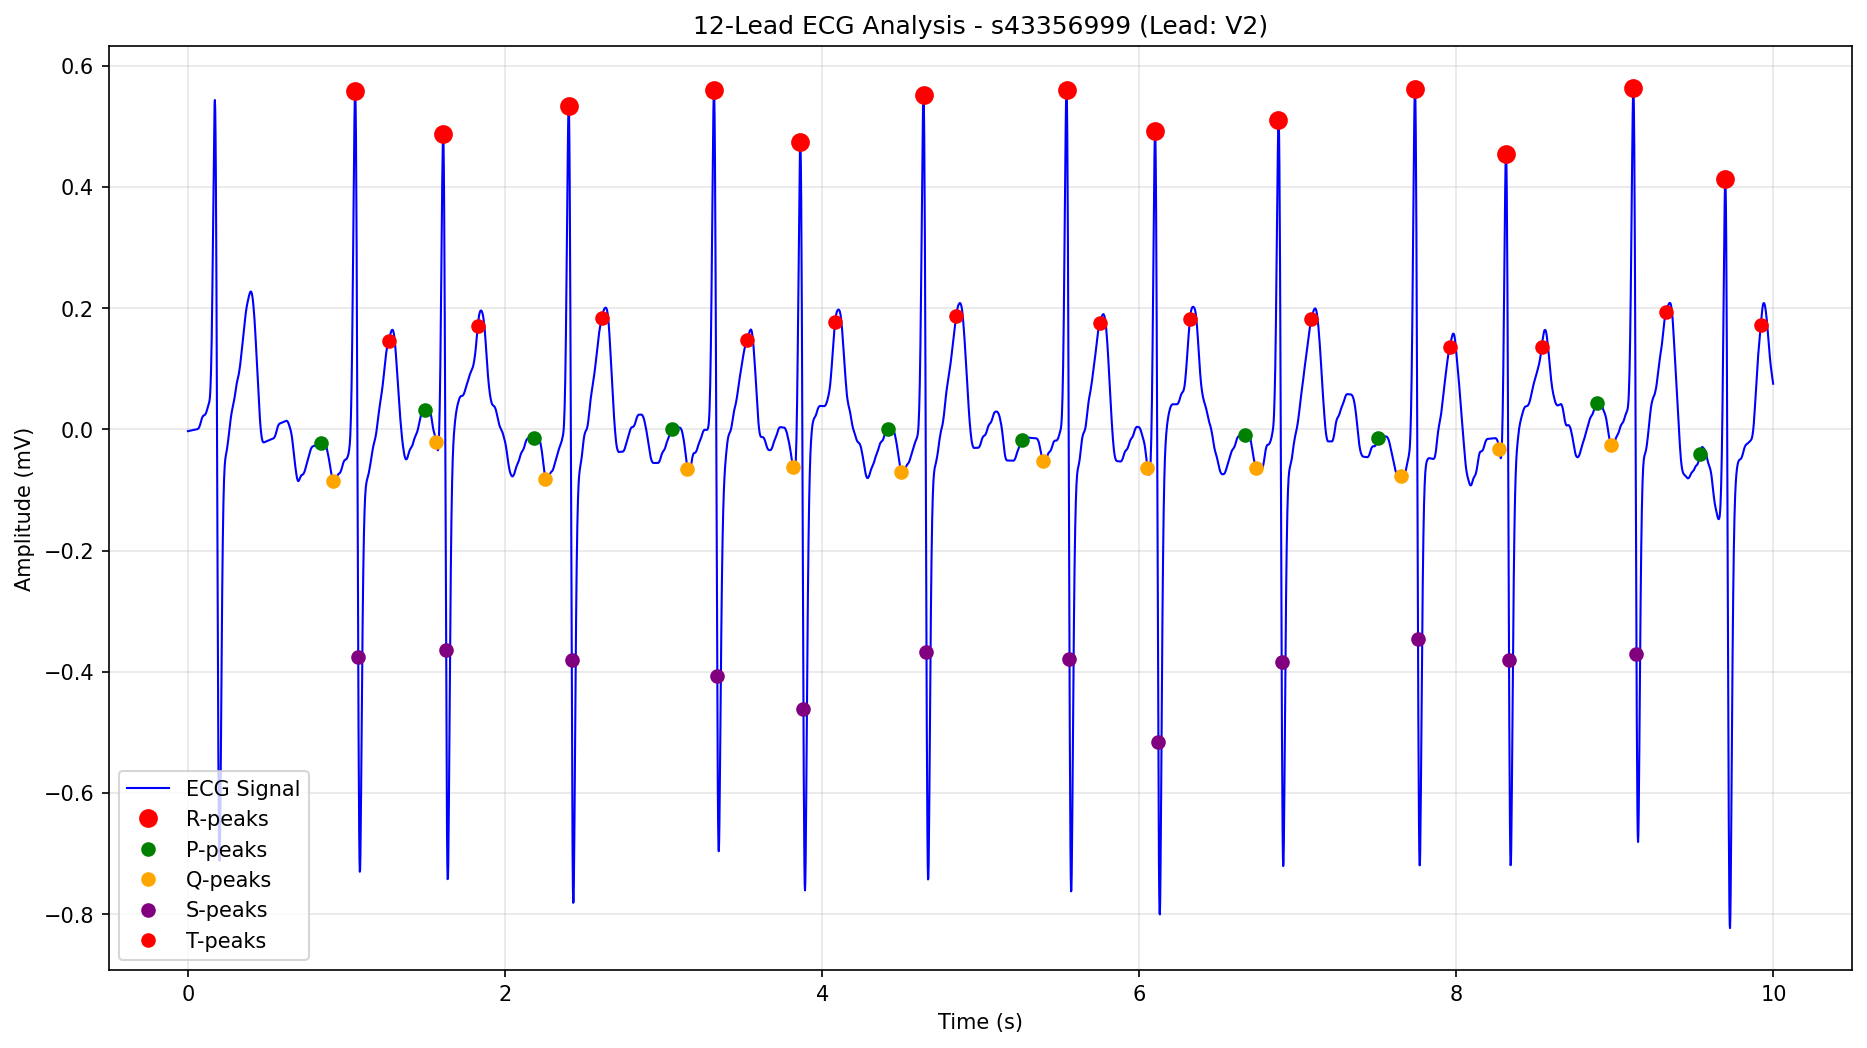 12-Lead ECG Analysis - s43356999 (Lead: V2)
Amplitude (mV)
0.6
0.4
0.2
0.0
−0.2
−0.4
−0.6
−0.8
ECG Signal
R-peaks
P-peaks
Q-peaks
S-peaks
T-peaks
0 2 4 6 8 10
Time (s)